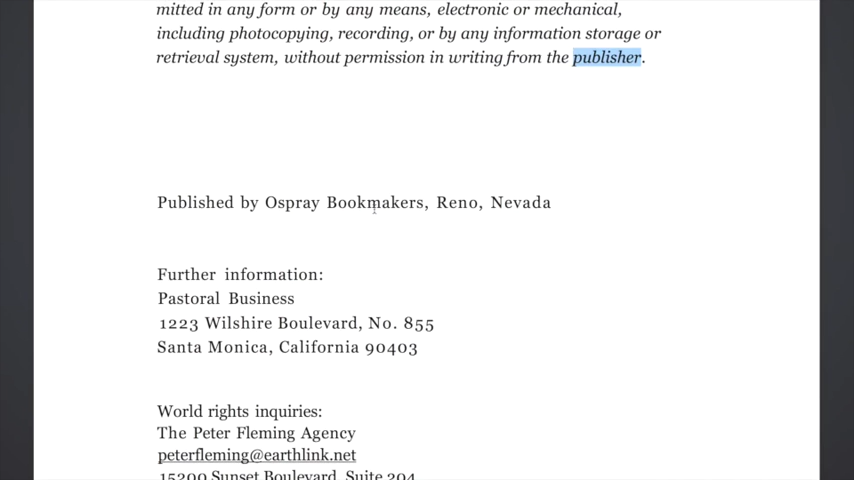 mitted in any form or by any means, electronic or mechanical,
including photocopying, recording, or by any information storage or
retrieval system, without permission in writing from the publisher.
Published by Ospray Bookmakers, Reno, Nevada
Further information:
Pastoral Business
1223 Wilshire Boulevard, No. 855
Santa Monica, California 90403
World rights inquiries:
The Peter Fleming Agency
peterfleming@earthlink.net
15200 Sunset Boulevard, Suite 204